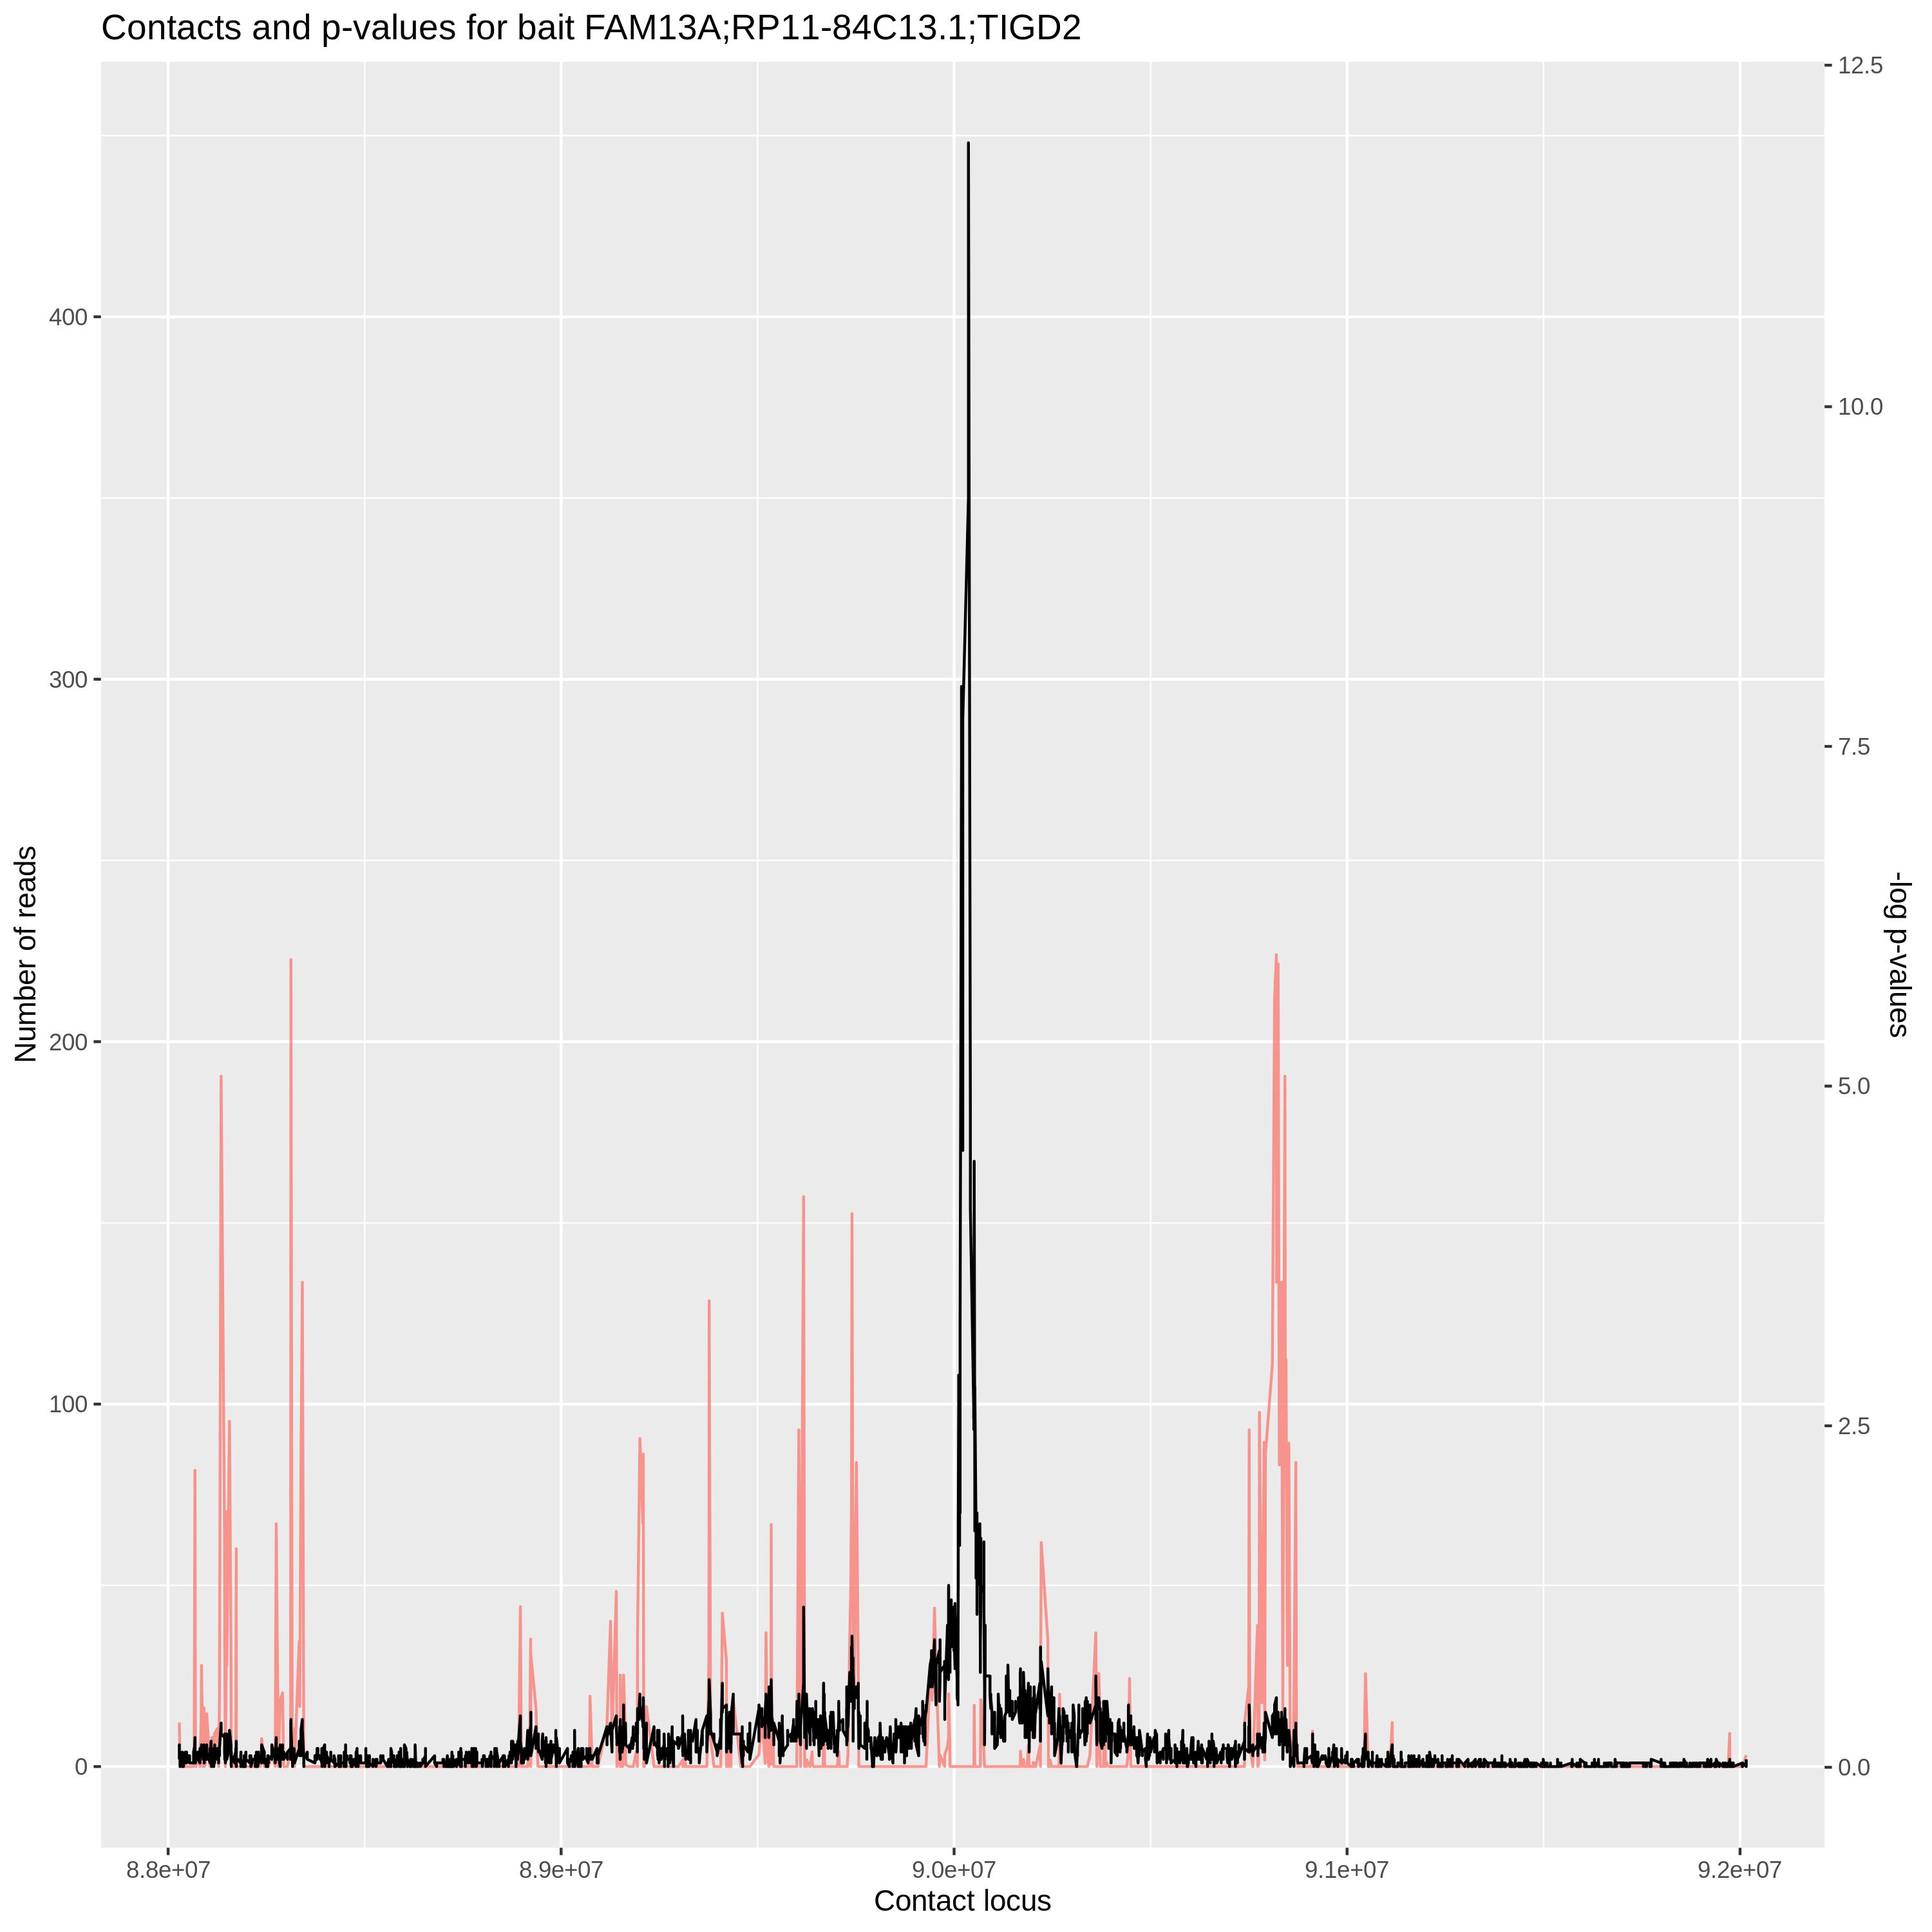 Contacts and p-values for bait FAM13A;RP11-84C13.1;TIGD2
12.5
400
10.0
300
7.5
Number of reads
-log p-values
200
5.0
100
2.5
0
0.0
8.8e+07 8.9e+07 9.0e+07 9.1e+07 9.2e+07
Contact locus